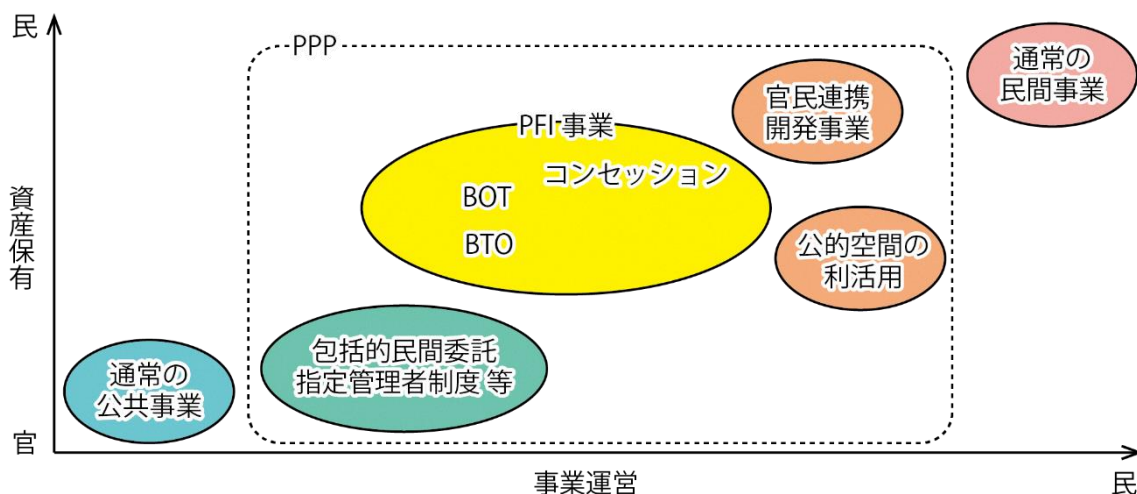 民
PPP
通常の
民間事業
官民連携
開発事業
PFI 事業
コンセッション
BOT
BTO
資産保有
公的空間の
利活用
包括的民間委託
指定管理者制度 等
通常の
公共事業
官
事業運営
民